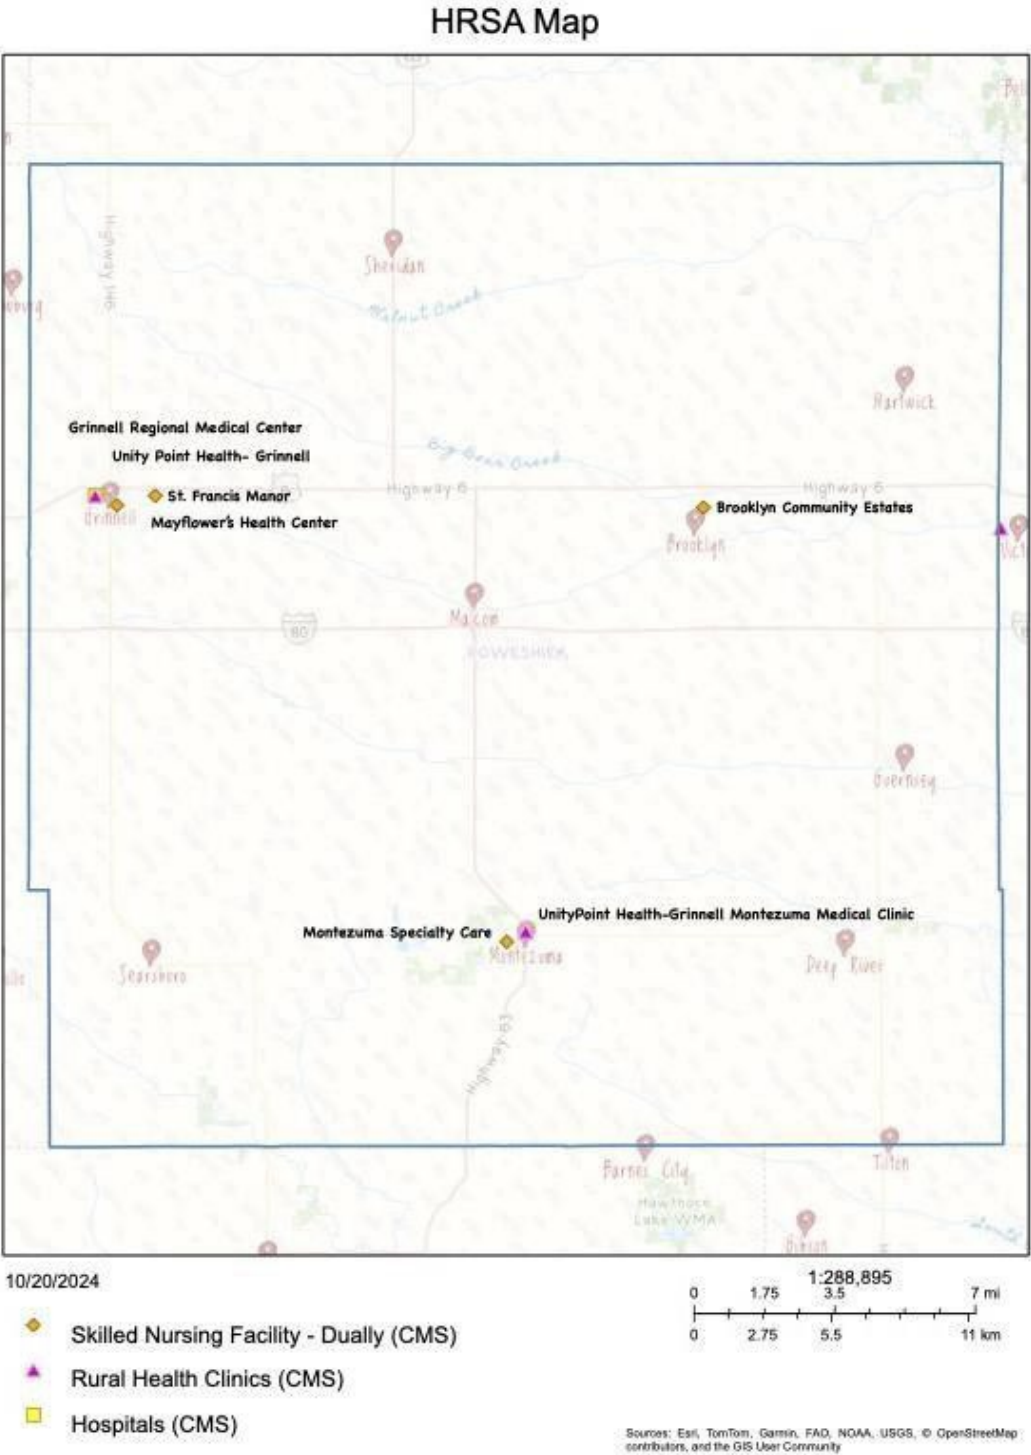 HRSA Map
Highway 146
Sheridan
Walnut Creek
Hartwick
Grinnell Regional Medical Center
Unity Point Health- Grinnell
Big Bear Creek
Highway 6
Highway 6
St. Francis Manor
Brooklyn Community Estates
Grinnell
Mayflower's Health Center
Brooklyn
Vict
Malcom
80
POWESHIEK
Guernsey
UnityPoint Health-Grinnell Montezuma Medical Clinic
Montezuma Specialty Care
Montezuma
Searsboro
Deep River
Highway 63
Barnes City
Tilton
Hawthorn
Lake WMA
Gibson
10/20/2024
1:288,895
0 1.75 3.5 7 mi
0 2.75 5.5 11 km
Skilled Nursing Facility - Dually (CMS)
Rural Health Clinics (CMS)
Hospitals (CMS)
Sources: Esri, TomTom, Garmin, FAO, NOAA, USGS, © OpenStreetMap
contributors, and the GIS User Community